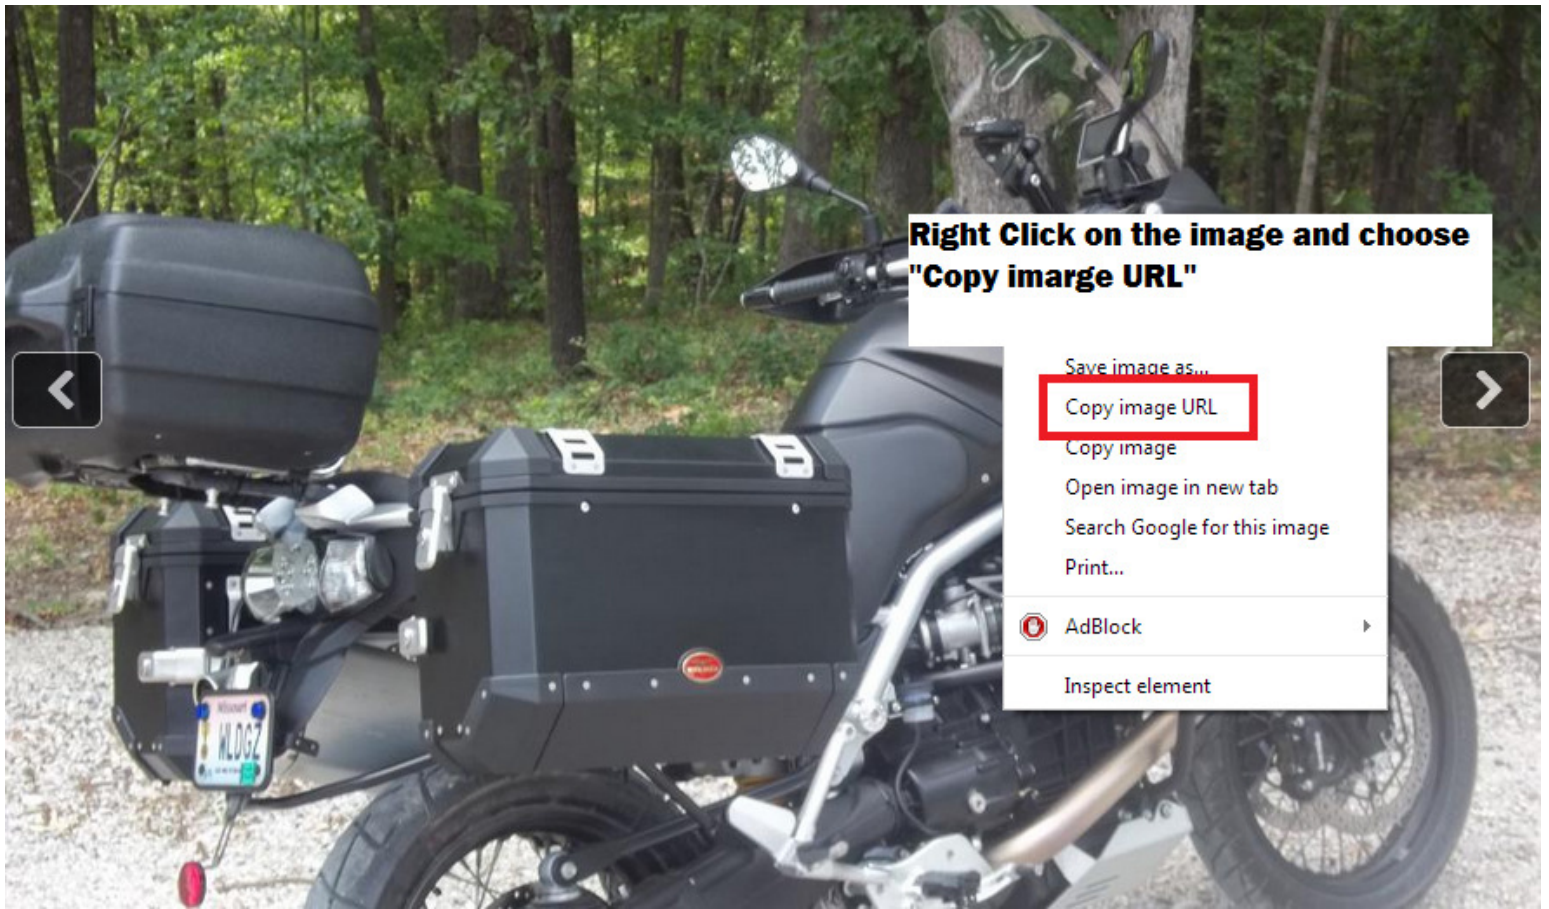 Right Click on the image and choose
"Copy imarge URL"
Save image as...
Copy image URL
Copy image
Open image in new tab
Search Google for this image
Print...
AdBlock
Inspect element
Missouri
WLDGZ